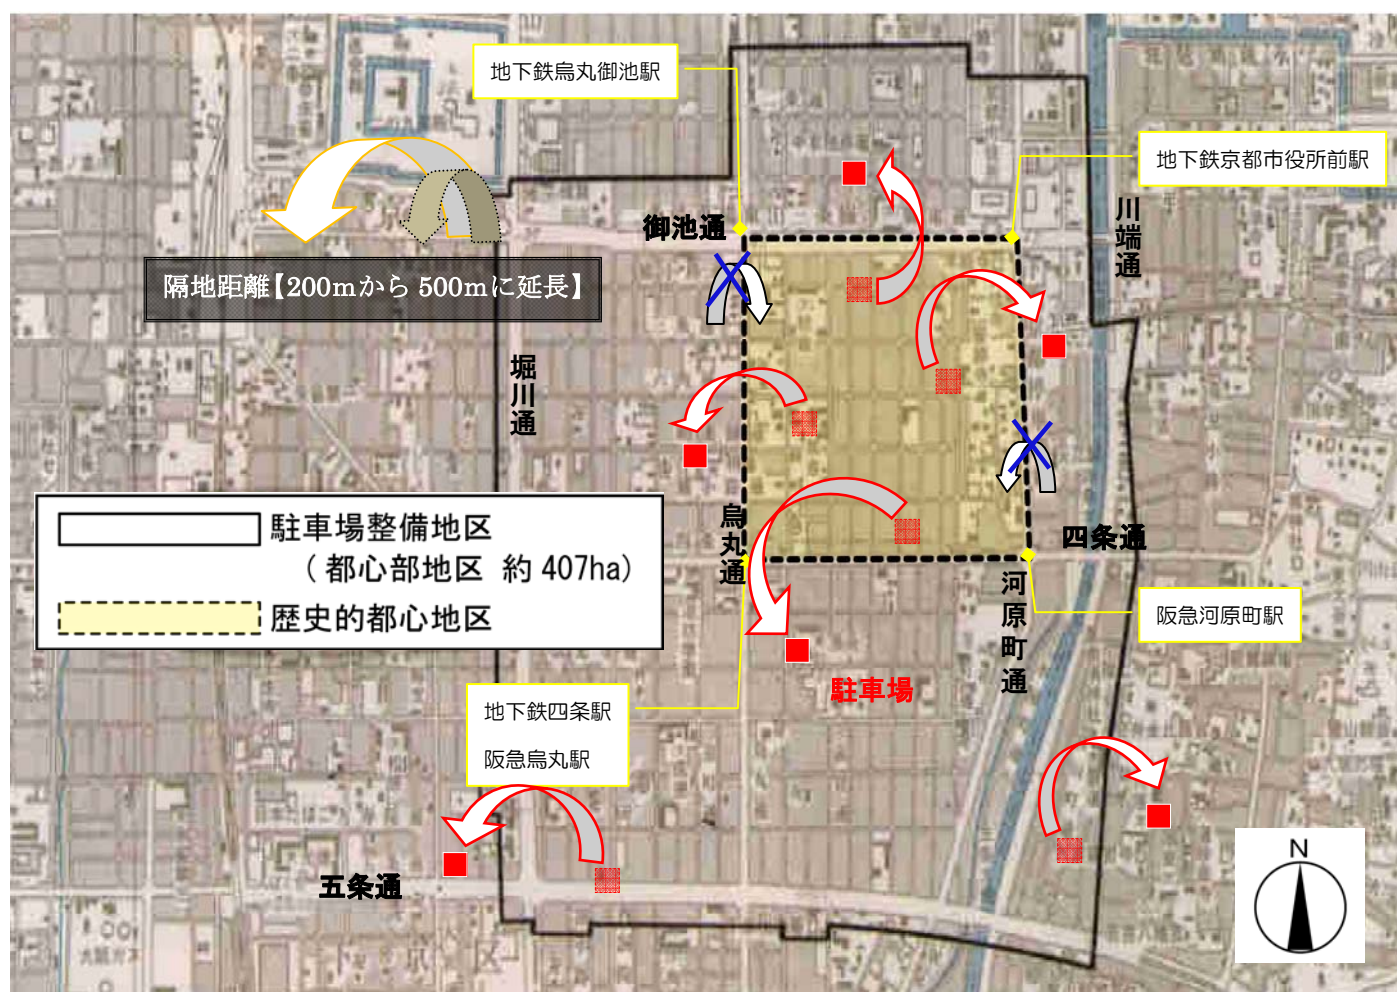 地下鉄烏丸御池駅
地下鉄京都市役所前駅
御池通
川端通
隔地距離【200mから 500mに延長】
堀川通
駐車場整備地区
（都心部地区 約 407ha）
歴史的都心地区
烏丸通
四条通
河原町通
阪急河原町駅
駐車場
地下鉄四条駅
阪急烏丸駅
五条通
N